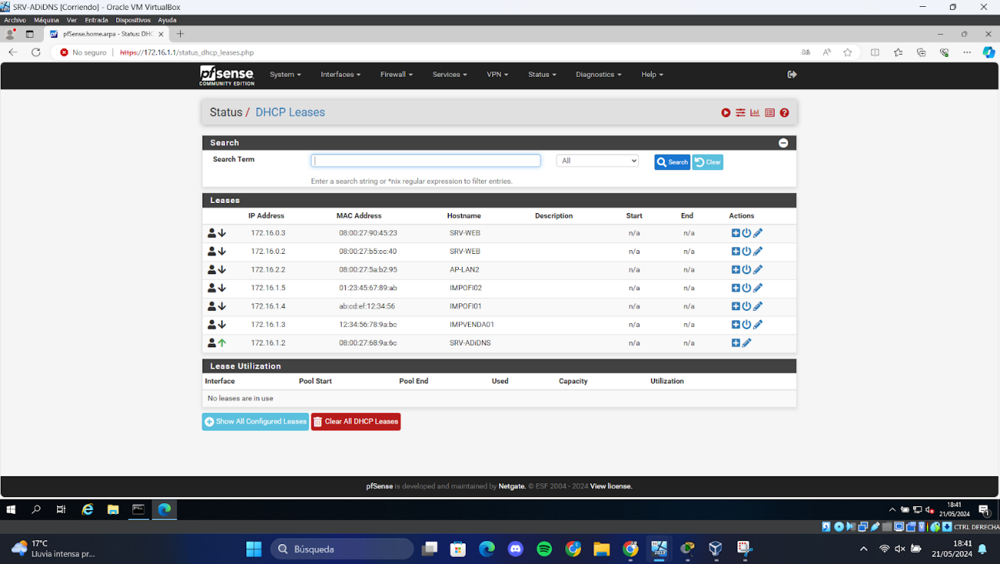 SRV-ADiDNS [Corriendo] - Oracle VM VirtualBox
Archivo Máquina Ver Entrada Dispositivos Ayuda
pfSense.home.arpa - Status: DHC
No seguro https://172.16.1.1/status_dhcp_leases.php
pfsense System Interfaces Firewall Services VPN Status Diagnostics Help
COMMUNITY EDITION
Status / DHCP Leases
Search
Search Term All Search Clear
Enter a search string or *nix regular expression to filter entries.
Leases
IP Address MAC Address Hostname Description Start End Actions
172.16.0.3 08:00:27:90:45:23 SRV-WEB n/a n/a
172.16.0.2 08:00:27:b5:cc:40 SRV-WEB n/a n/a
172.16.2.2 08:00:27:5a:b2:95 AP-LAN2 n/a n/a
172.16.1.5 01:23:45:67:89:ab IMPOFI02 n/a n/a
172.16.1.4 ab:cd:ef:12:34:56 IMPOFI01 n/a n/a
172.16.1.3 12:34:56:78:9a:bc IMPVENDA01 n/a n/a
172.16.1.2 08:00:27:68:9a:6c SRV-ADiDNS n/a n/a
Lease Utilization
Interface Pool Start Pool End Used Capacity Utilization
No leases are in use
Show All Configured Leases Clear All DHCP Leases
pfSense is developed and maintained by Netgate. © ESF 2004 - 2024 View license.
18:41
21/05/2024
CTRL DERECHA
17°C
Lluvia intensa pr...
Búsqueda
18:41
21/05/2024